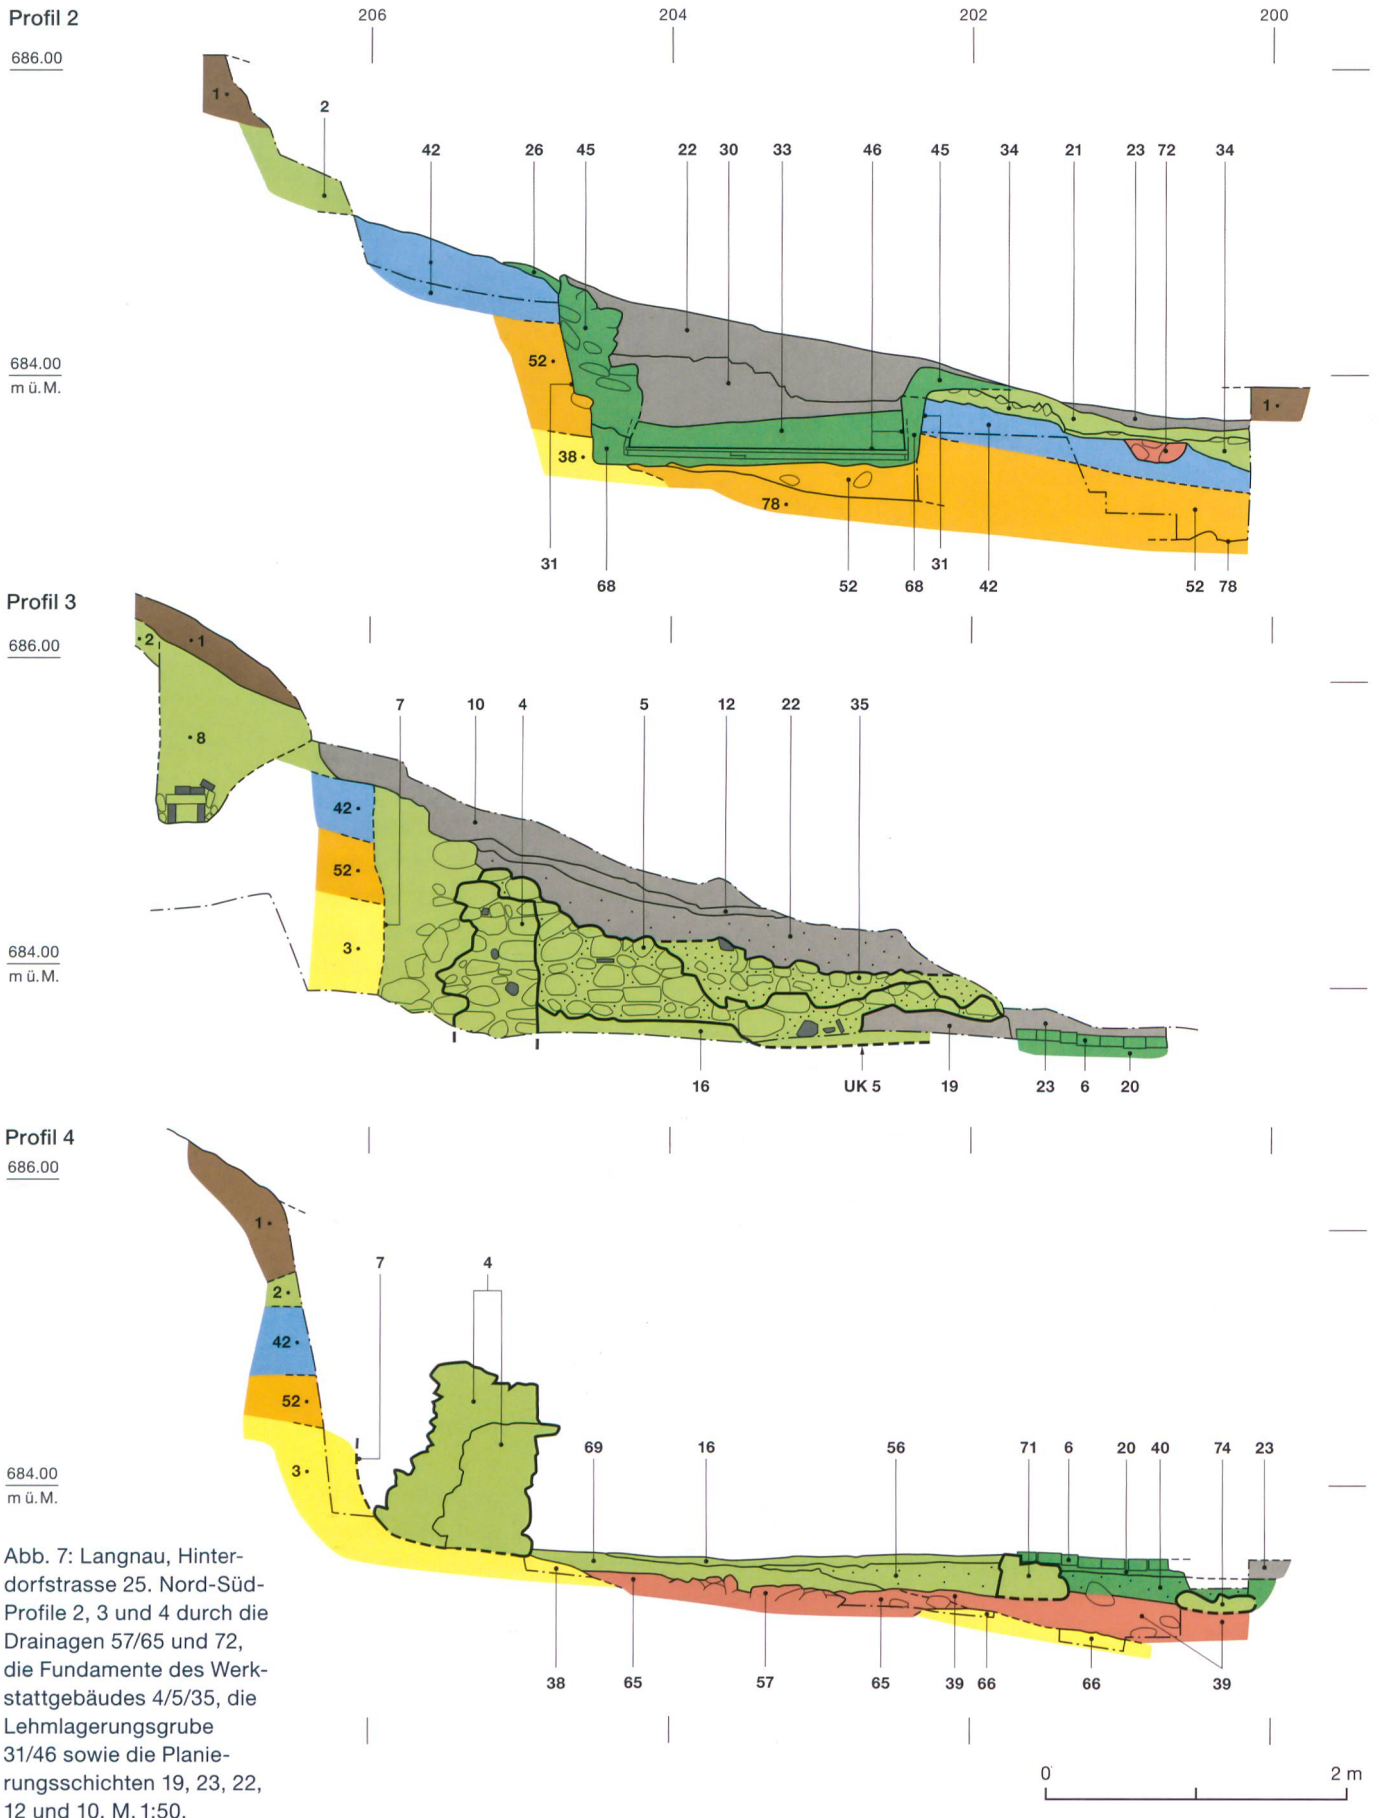 Profil 2
206 204 202 200
686.00
1
2
42 26 45 22 30 33 46 45 34 21 23 72 34
684.00
m ü.M.
52
1
38
78
31 31
68 52 68 42 52 78
Profil 3
686.00
2 1
7 10 4 5 12 22 35
8
42
52
684.00
m ü.M.
3
16 UK 5 19 23 6 20
Profil 4
686.00
1
7 4
2
42
52
69 16 56 71 6 20 40 74 23
684.00
m ü.M.
3
38 65 57 65 39 66 66 39
Abb. 7: Langnau, Hinter-
dorfstrasse 25. Nord-Süd-
Profile 2, 3 und 4 durch die
Drainagen 57/65 und 72,
die Fundamente des Werk-
stattgebäudes 4/5/35, die
Lehmlagerungsgrube
31/46 sowie die Planie-
rungsschichten 19, 23, 22,
12 und 10. M. 1:50.
0 2 m